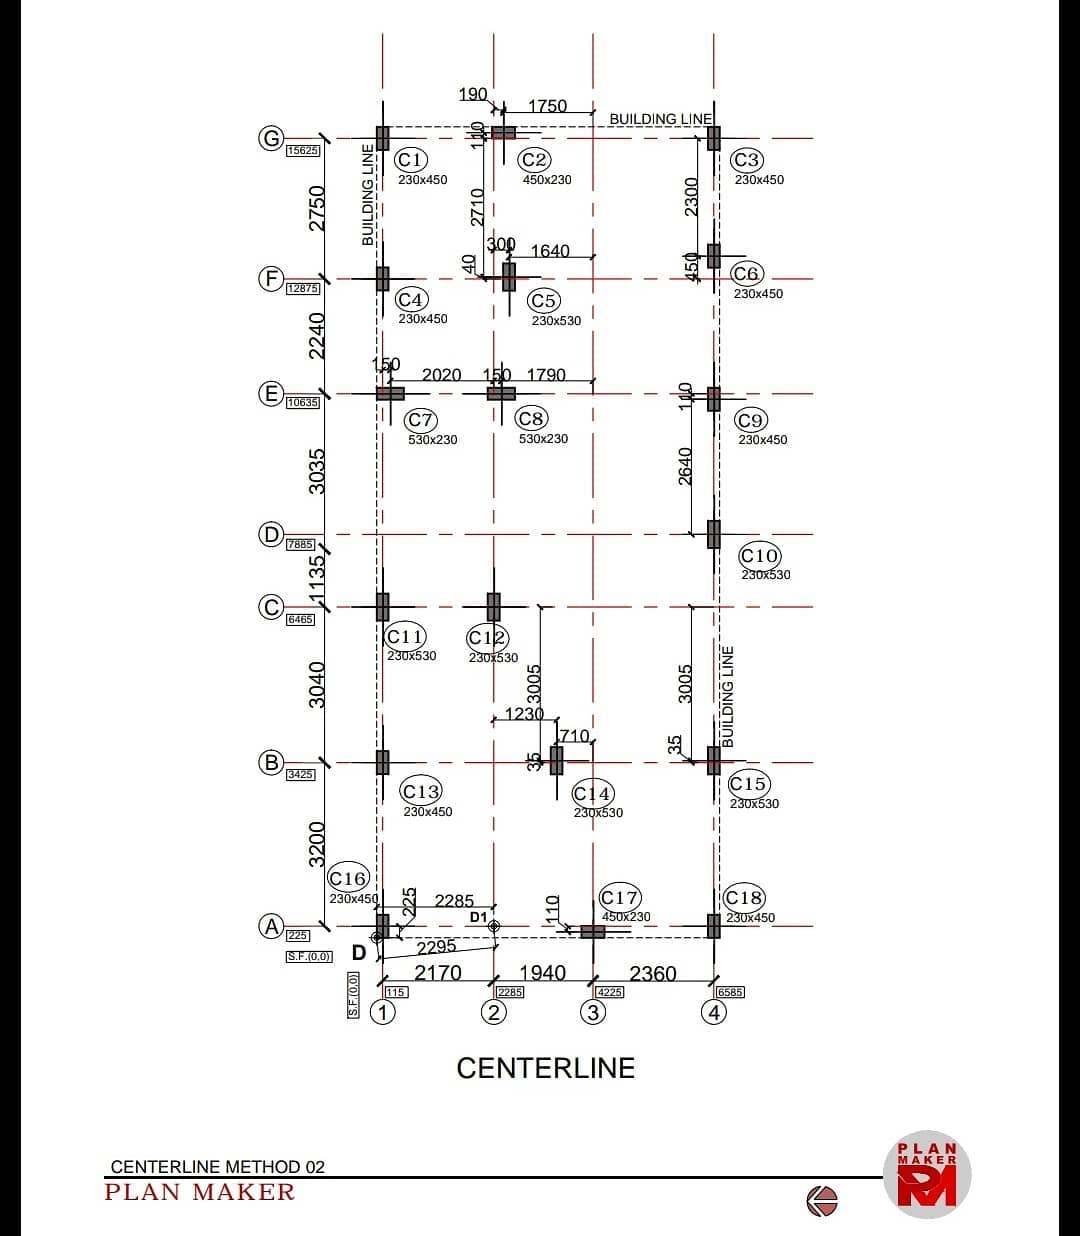 190
1750
BUILDING LINE
G
15625
110
C1
230x450
C2
450x230
C3
230x450
BUILDING LINE
2750
2710
2300
300
1640
40
450
F
12875
C4
230x450
C5
230x530
C6
230x450
2240
150
2020
150
1790
E
10635
110
C7
530x230
C8
530x230
C9
230x450
3035
2640
D
7885
C10
230x530
1135
C
6465
C11
230x530
C12
230x530
3040
3005
3005
BUILDING LINE
1230
710
35
35
B
3425
C13
230x450
C14
230x530
C15
230x530
3200
C16
230x450
225
2285
D1
110
C17
450x230
C18
230x450
A
225
S.F.(0,0)
D
2295
2170
1940
2360
S.F.(0,0)
115
2285
4225
6585
1
2
3
4
CENTERLINE
CENTERLINE METHOD 02
PLAN MAKER
PLAN
MAKER
PM